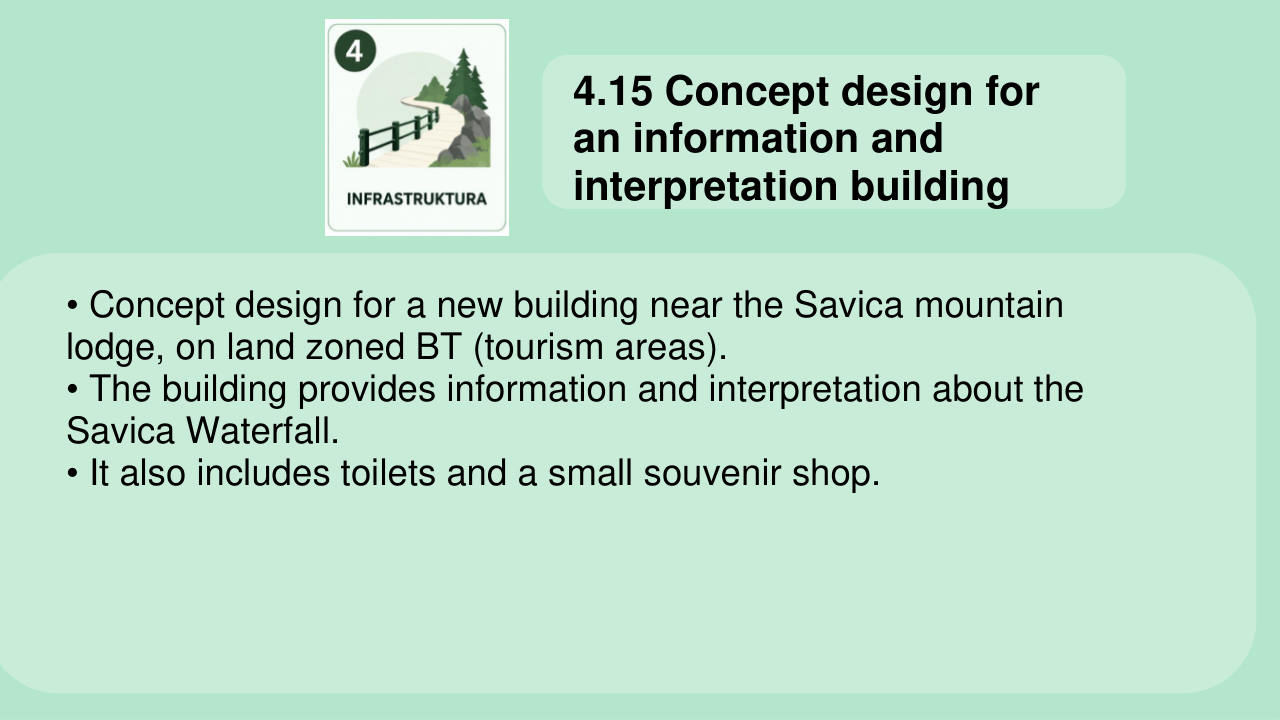 4
INFRASTRUKTURA
4.15 Concept design for
an information and
interpretation building
• Concept design for a new building near the Savica mountain
lodge, on land zoned BT (tourism areas).
• The building provides information and interpretation about the
Savica Waterfall.
• It also includes toilets and a small souvenir shop.